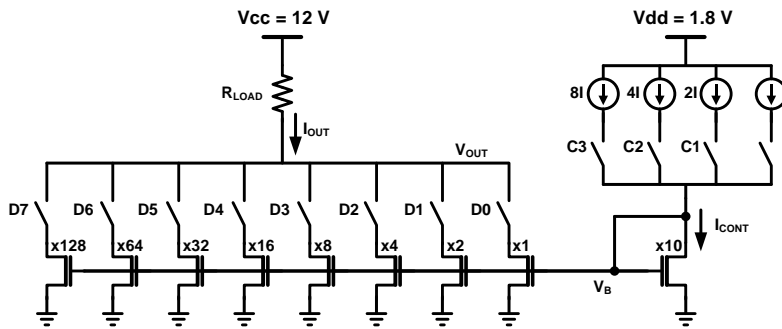 Vcc = 12 V
Vdd = 1.8 V
RLOAD
8I
4I
2I
IOUT
VOUT
C3
C2
C1
D7
D6
D5
D4
D3
D2
D1
D0
ICONT
x128
x64
x32
x16
x8
x4
x2
x1
x10
VB